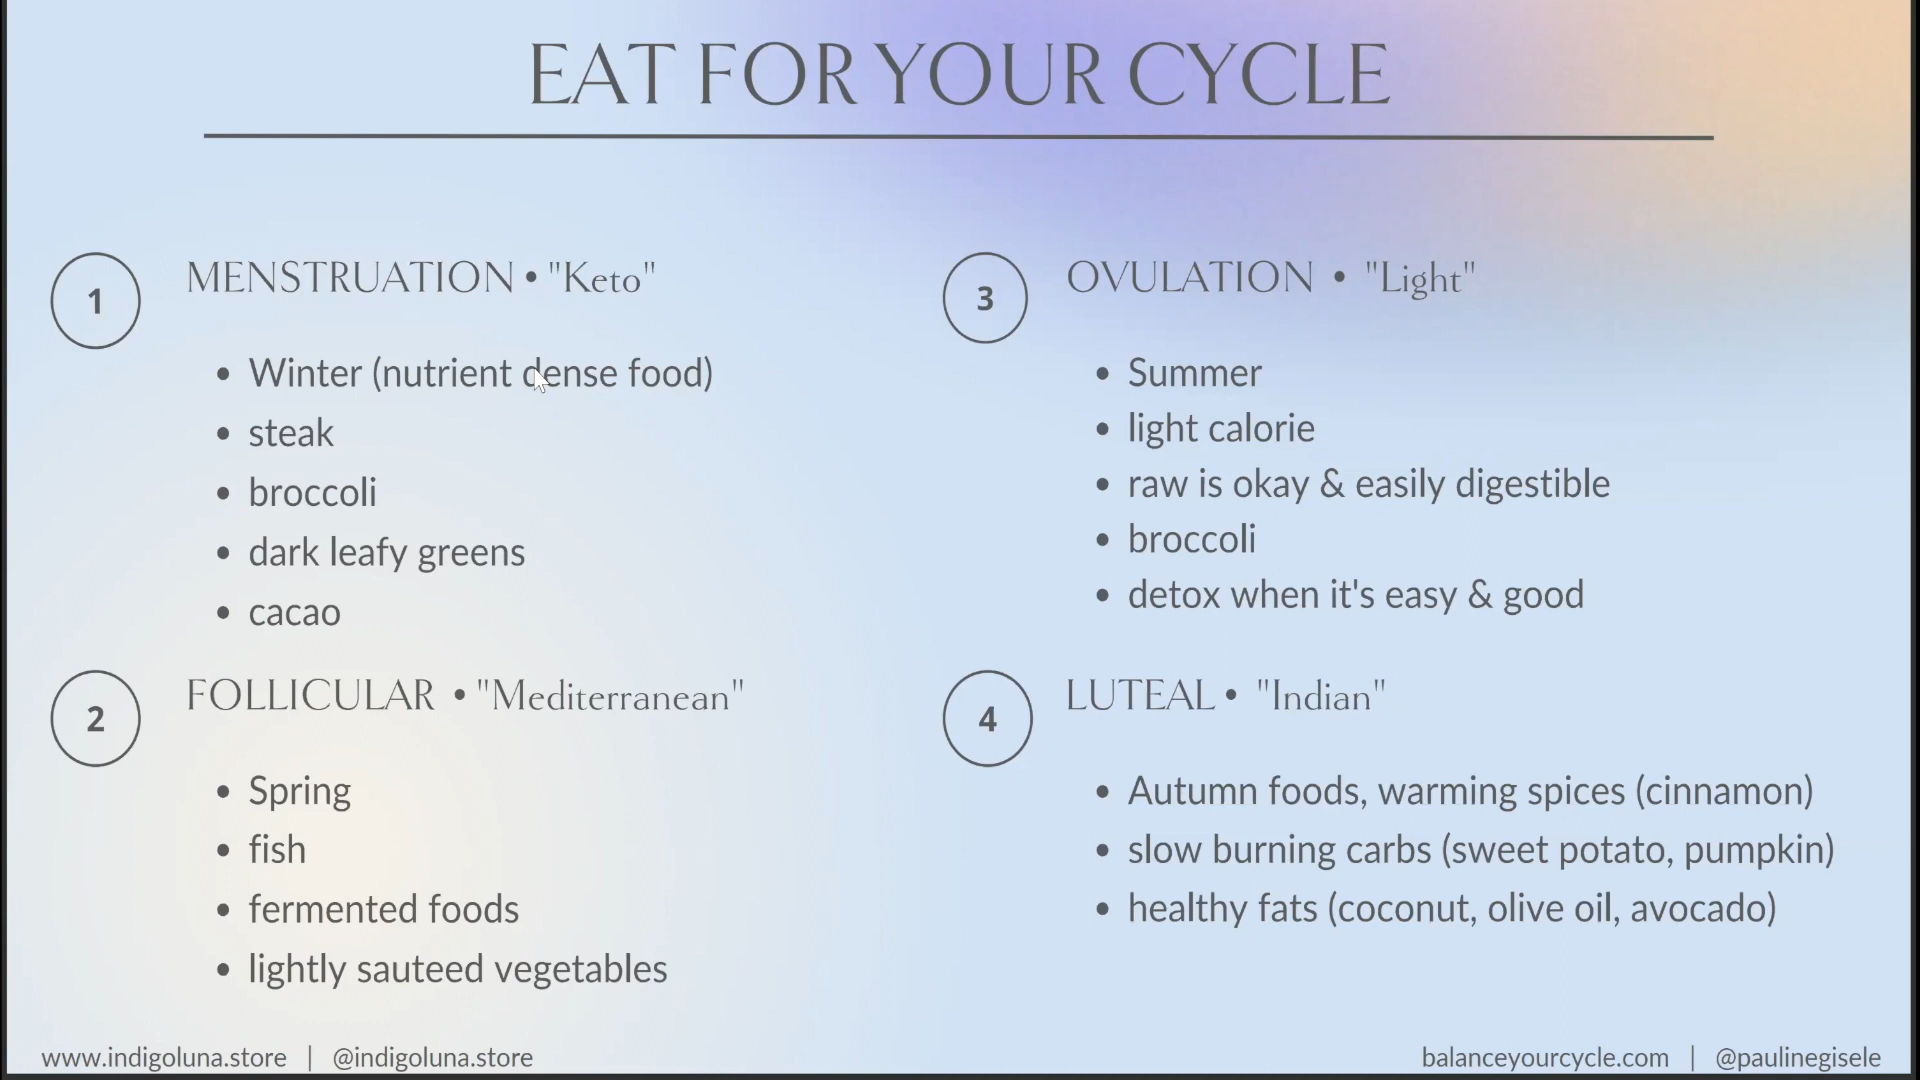 EAT FOR YOUR CYCLE
1
MENSTRUATION • "Keto"
• Winter (nutrient dense food)
• steak
• broccoli
• dark leafy greens
• cacao
2
FOLLICULAR • "Mediterranean"
• Spring
• fish
• fermented foods
• lightly sauteed vegetables
3
OVULATION • "Light"
• Summer
• light calorie
• raw is okay & easily digestible
• broccoli
• detox when it's easy & good
4
LUTEAL • "Indian"
• Autumn foods, warming spices (cinnamon)
• slow burning carbs (sweet potato, pumpkin)
• healthy fats (coconut, olive oil, avocado)
www.indigoluna.store | @indigoluna.store
balanceyourcycle.com | @paulinegisele